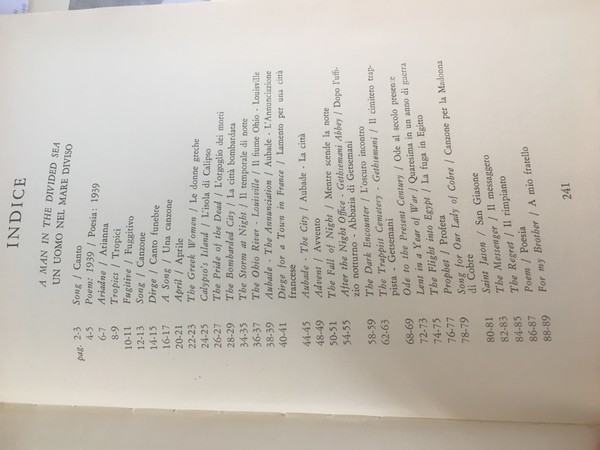 INDICE
A MAN IN THE DIVIDED SEA
UN UOMO NEL MARE DIVISO
pag. 2-3 Song / Canto
4-5 Poem: 1939 / Poesia: 1939
6-7 Ariadne / Arianna
8-9 Tropics / Tropici
10-11 Fugitive / Fuggitivo
12-13 Song / Canzone
14-15 Dirge / Canto funebre
16-17 A Song / Una canzone
20-21 April / Aprile
22-23 The Greek Women / Le donne greche
24-25 Calypso's Island / L'isola di Calipso
26-27 The Pride of the Dead / L'orgoglio dei morti
28-29 The Bombarded City / La città bombardata
34-35 The Storm at Night / Il temporale di notte
36-37 The Ohio River - Louisville / Il fiume Ohio - Louisville
38-39 Aubade - The Annunciation / Aubade - L'Annunciazione
40-41 Dirge for a Town in France / Lamento per una città
francese
44-45 Aubade - The City / Aubade - La città
48-49 Advent / Avvento
50-51 The Fall of Night / Mentre scende la notte
54-55 After the Night Office - Gethsemani Abbey / Dopo l'uffi-
zio notturno - Abbazia di Getsemani
58-59 The Dark Encounter / L'oscuro incontro
62-63 The Trappist Cemetery - Gethsemani / Il cimitero trap-
pista - Getsemani
68-69 Ode to the Present Century / Ode al secolo presente
72-73 Lent in a Year of War / Quaresima in un anno di guerra
74-75 The Flight into Egypt / La fuga in Egitto
76-77 Prophet / Profeta
78-79 Song for Our Lady of Cobre / Canzone per la Madonna
di Cobre
80-81 Saint Jason / San Giasone
82-83 The Messenger / Il messaggero
84-85 The Regret / Il rimpianto
86-87 Poem / Poesia
88-89 For my Brother / A mio fratello
241